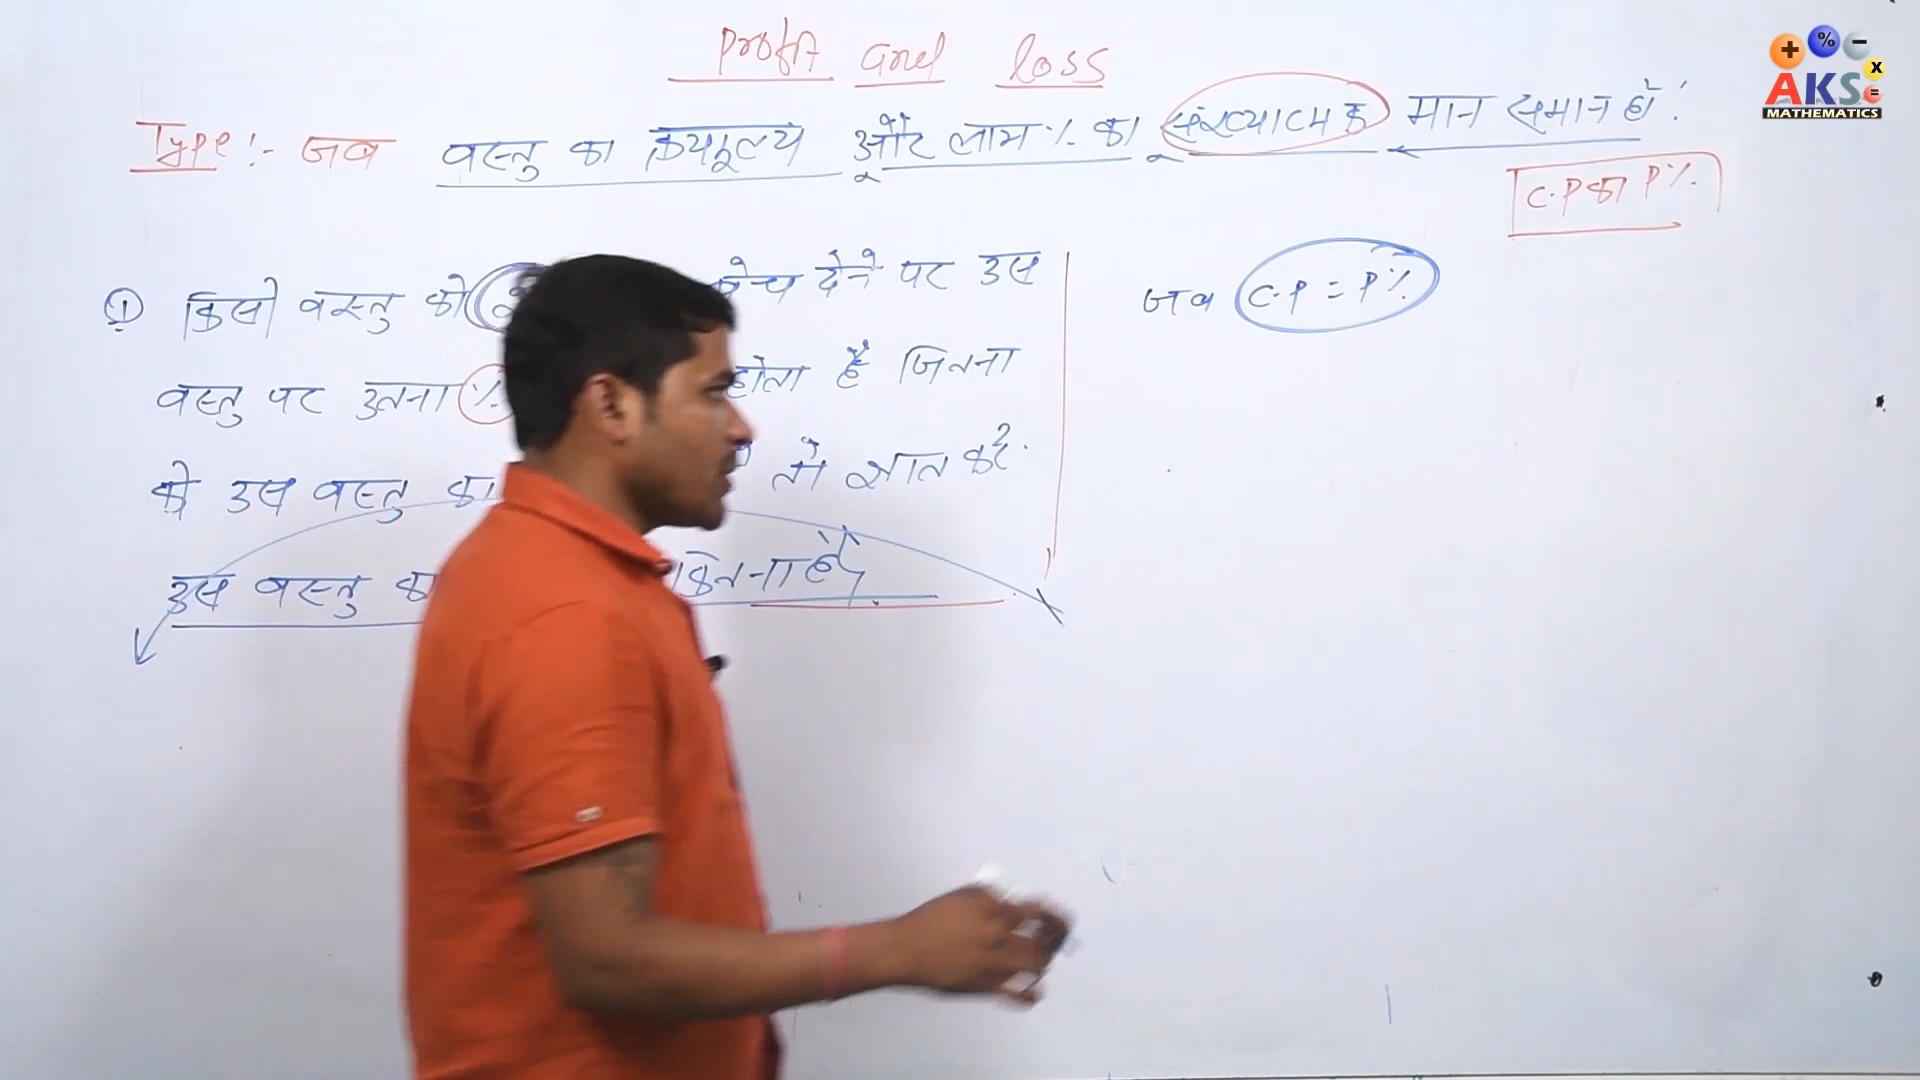 Profit and loss
Type :- जब वस्तु का क्रयमूल्य और लाभ % का संख्यात्मक मान समान हो :
C.P का P%
① किसी वस्तु को बेच देने पर उस
वस्तु पर उतना % होता है जितना
के उस वस्तु का तो ज्ञात करें.
उस वस्तु का कितना है
जब C.P = P%
AKS
MATHEMATICS